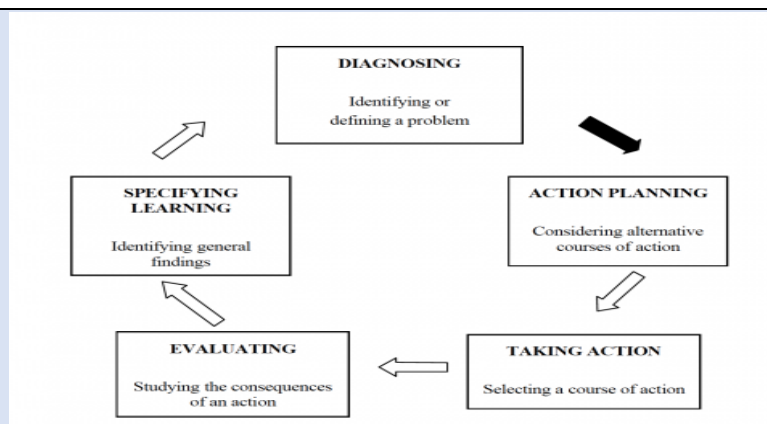 DIAGNOSING
Identifying or
defining a problem
ACTION PLANNING
Considering alternative
courses of action
TAKING ACTION
Selecting a course of action
EVALUATING
Studying the consequences
of an action
SPECIFYING
LEARNING
Identifying general
findings